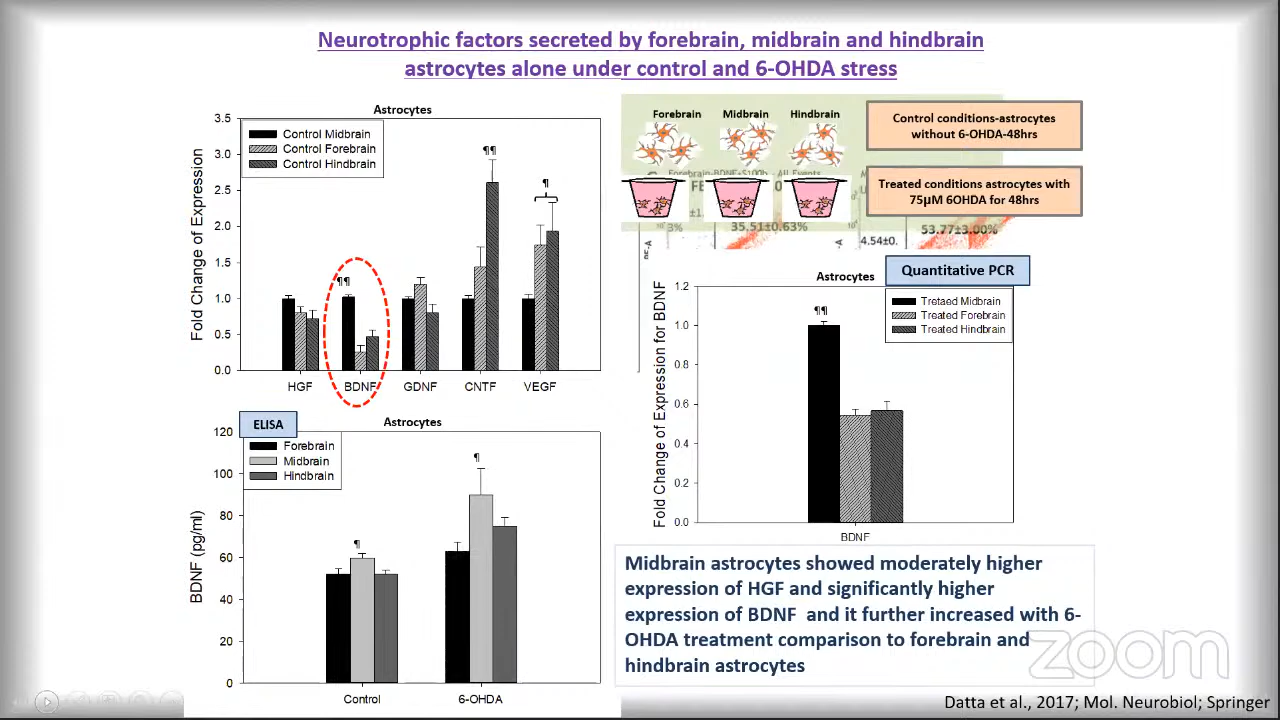 Neurotrophic factors secreted by forebrain, midbrain and hindbrain
astrocytes alone under control and 6-OHDA stress
Astrocytes
Fold Change of Expression
3.5
3.0
2.5
2.0
1.5
1.0
0.5
0.0
Control Midbrain
Control Forebrain
Control Hindbrain
¶¶
¶¶
¶
HGF
BDNF
GDNF
CNTF
VEGF
Forebrain
Midbrain
Hindbrain
Control conditions-astrocytes
without 6-OHDA-48hrs
Treated conditions astrocytes with
75µM 6OHDA for 48hrs
Forebrain-BDNF+S100b - All Events
3%
35.51±0.63%
4.54±0.
53.77±3.00%
Quantitative PCR
Astrocytes
Fold Change of Expression for BDNF
1.2
1.0
0.8
0.6
0.4
0.2
0.0
Tretaed Midbrain
Treated Forebrain
Treated Hindbrain
¶¶
BDNF
ELISA
Astrocytes
BDNF (pg/ml)
120
100
80
60
40
20
0
Forebrain
Midbrain
Hindbrain
¶
¶
Control
6-OHDA
Midbrain astrocytes showed moderately higher
expression of HGF and significantly higher
expression of BDNF and it further increased with 6-
OHDA treatment comparison to forebrain and
hindbrain astrocytes
zoom
Datta et al., 2017; Mol. Neurobiol; Springer